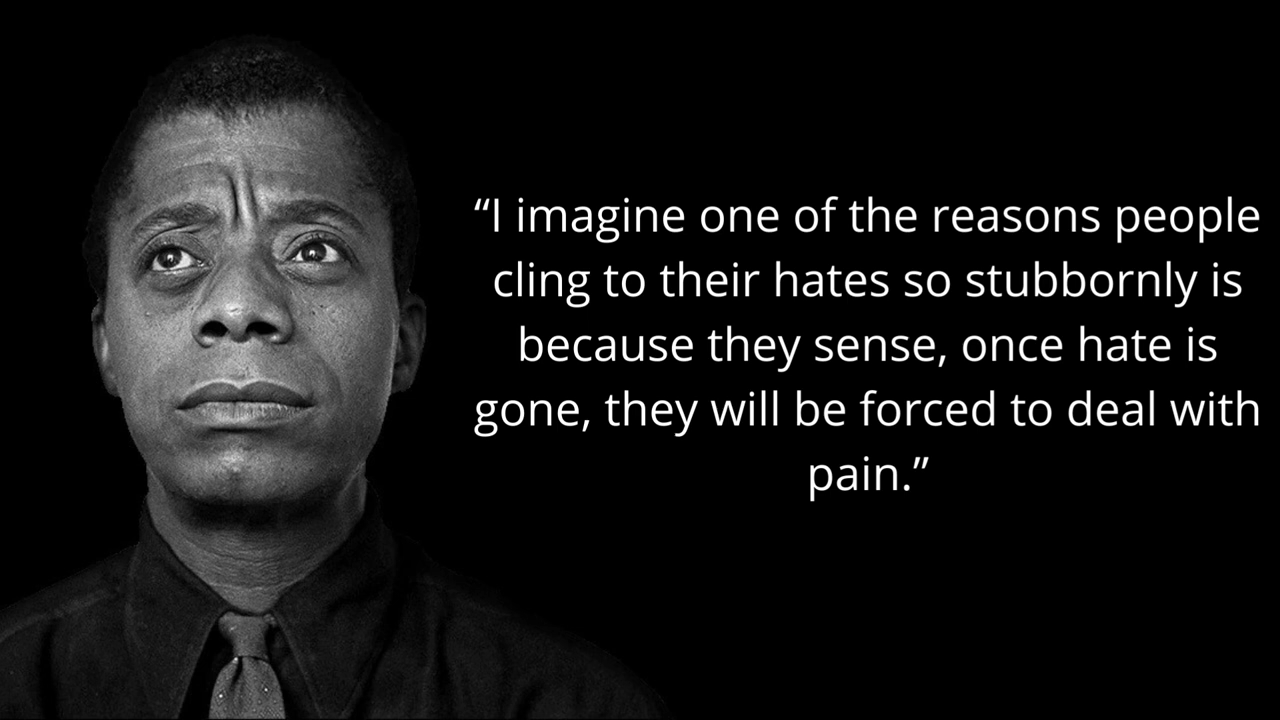 “I imagine one of the reasons people
cling to their hates so stubbornly is
because they sense, once hate is
gone, they will be forced to deal with
pain.”